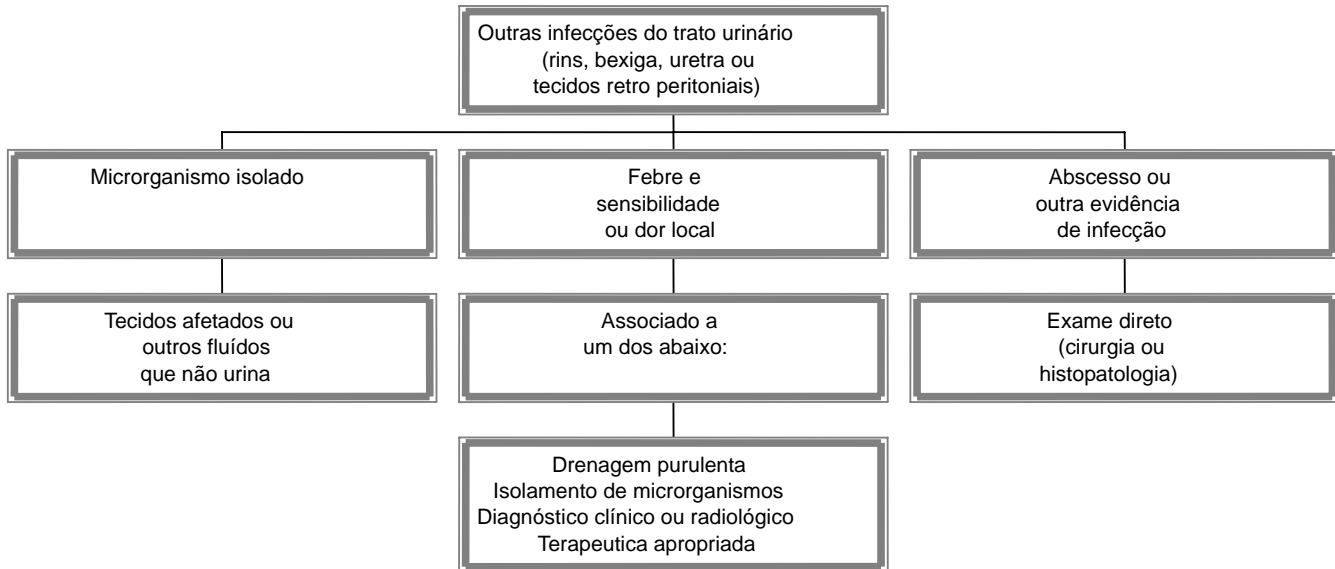 Outras infecções do trato urinário
(rins, bexiga, uretra ou
tecidos retro peritoniais)
Microrganismo isolado
Febre e
sensibilidade
ou dor local
Abscesso ou
outra evidência
de infecção
Tecidos afetados ou
outros fluídos
que não urina
Associado a
um dos abaixo:
Exame direto
(cirurgia ou
histopatologia)
Drenagem purulenta
Isolamento de microrganismos
Diagnóstico clínico ou radiológico
Terapeutica apropriada